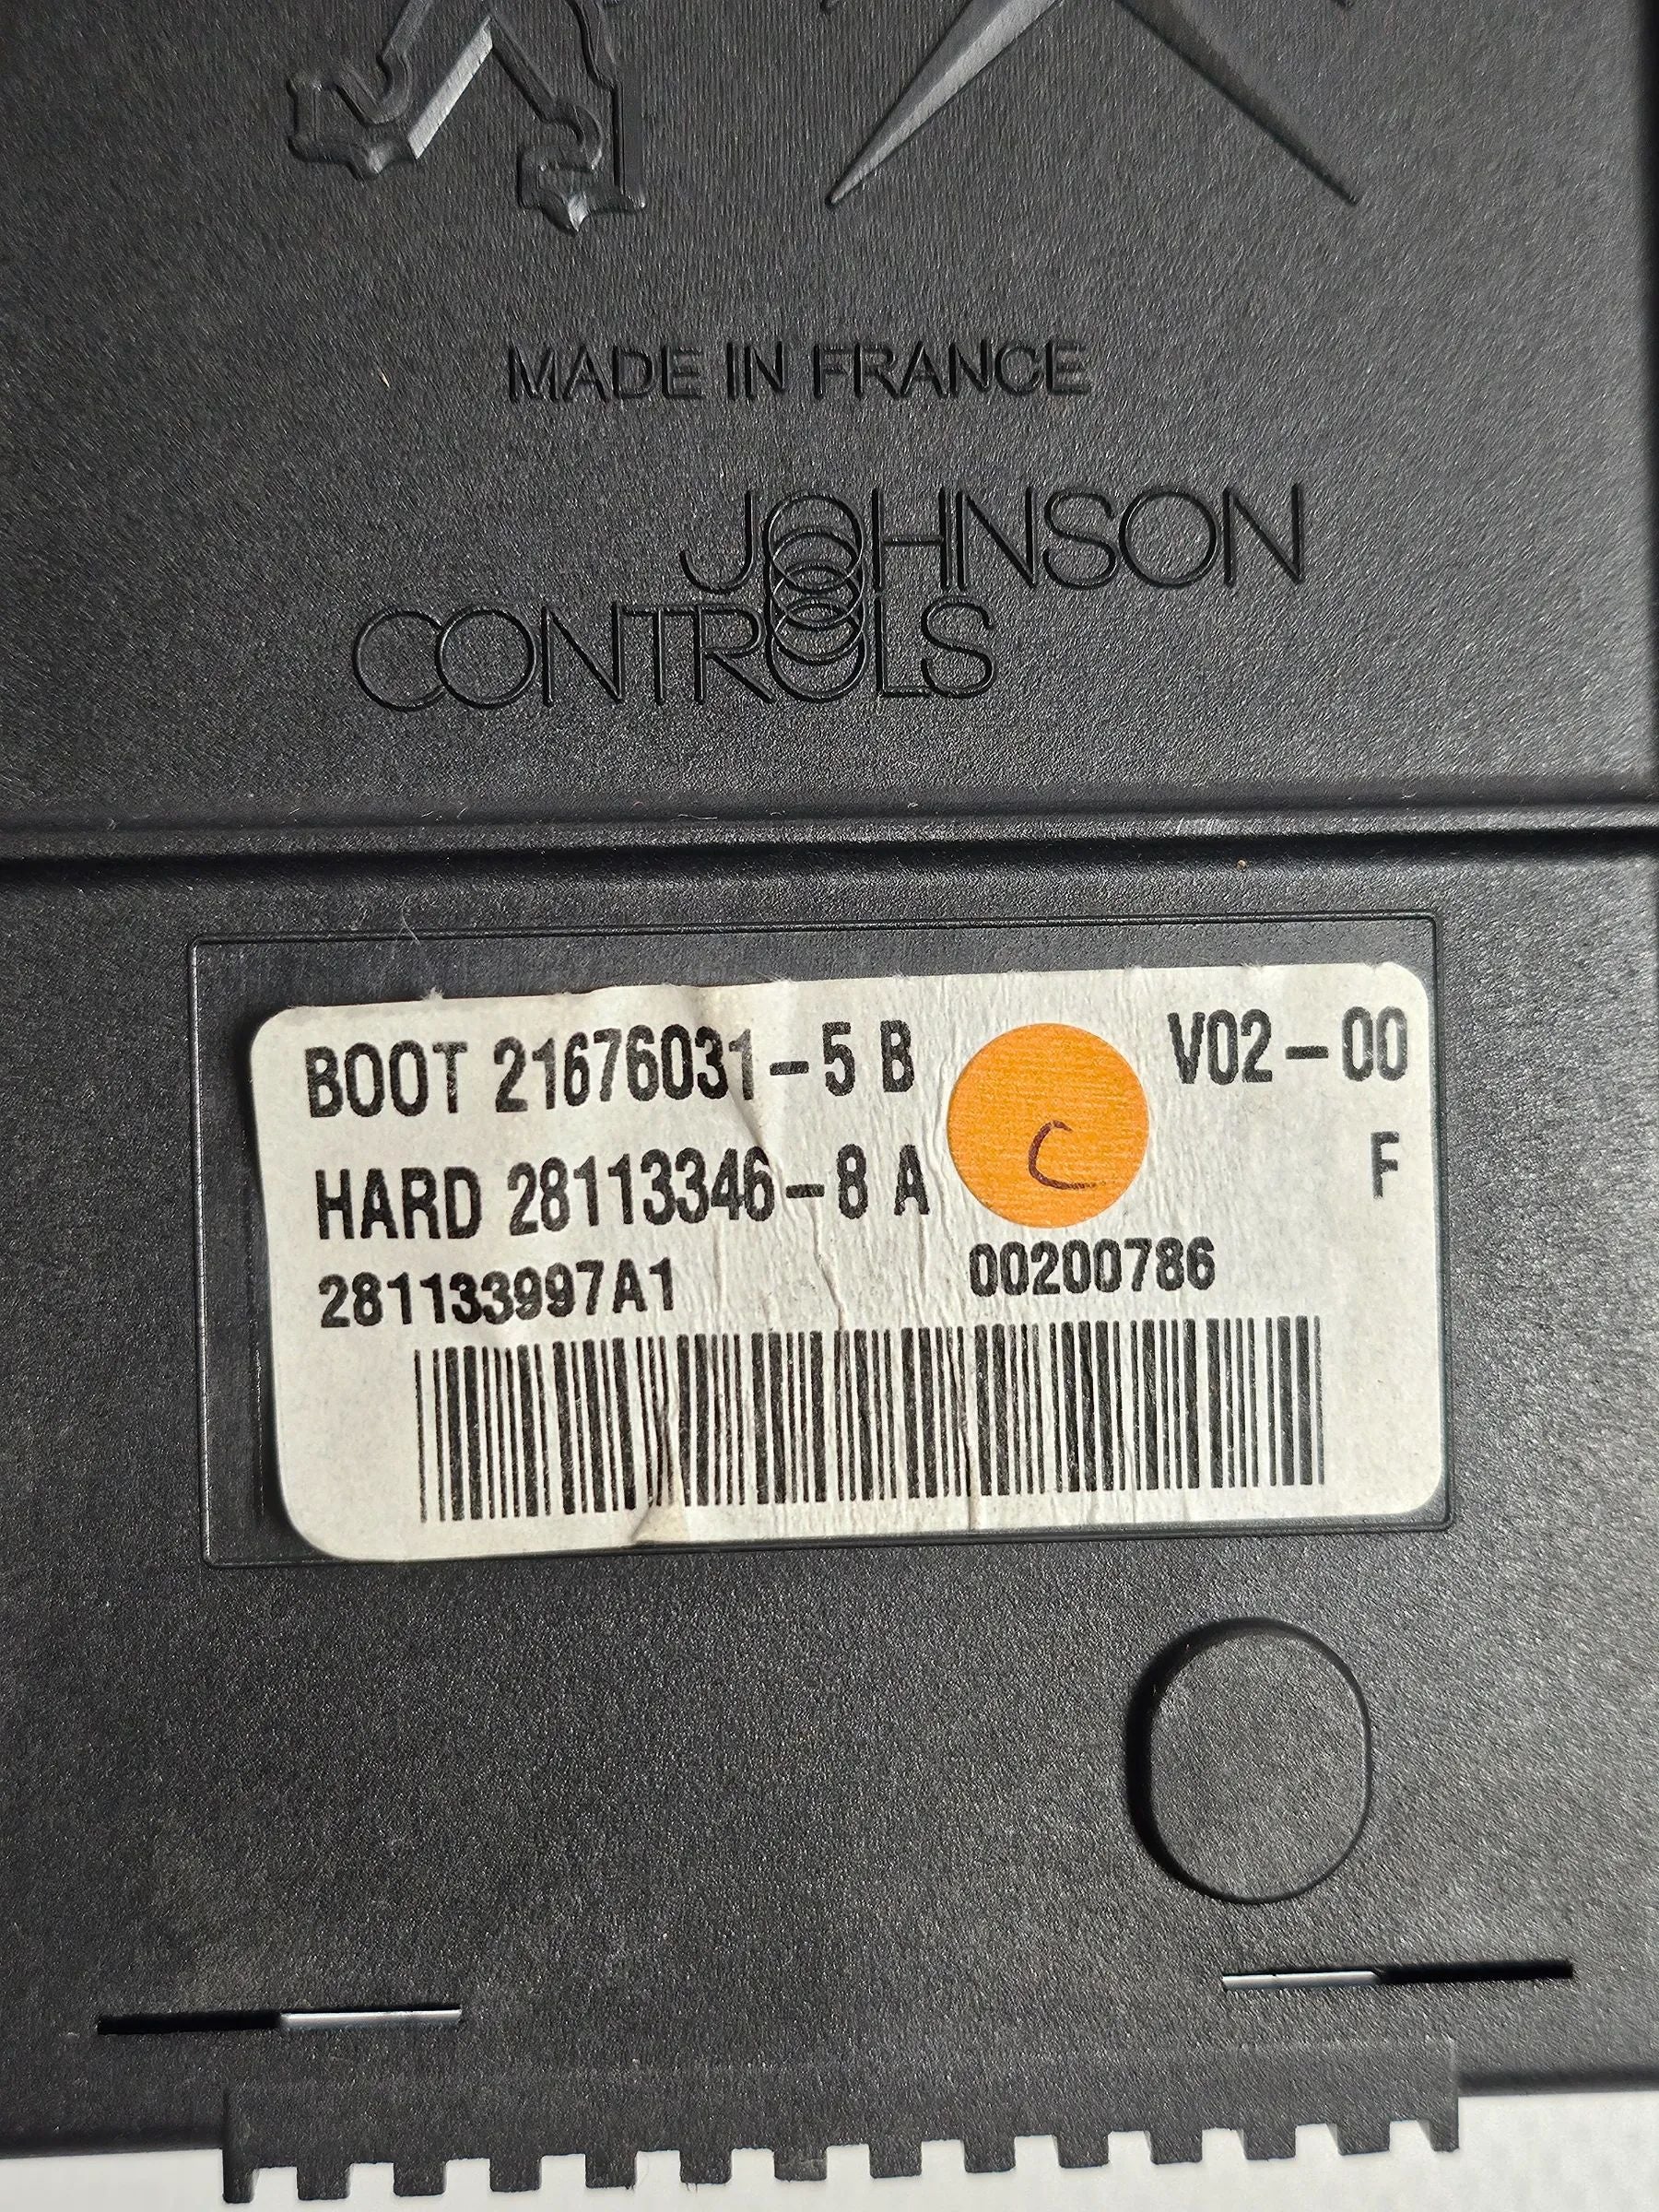 MADE IN FRANCE
JOHNSON
CONTROLS
BOOT 21676031-5 B
V02-00
C
HARD 28113346-8 A
F
281133997A1
00200786